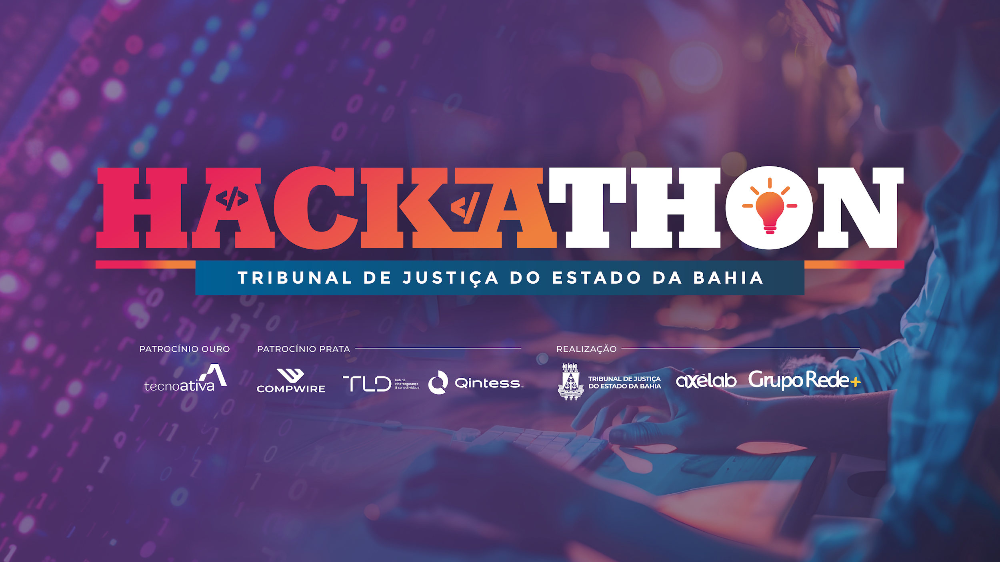 HACKATHON
TRIBUNAL DE JUSTIÇA DO ESTADO DA BAHIA
PATROCÍNIO OURO
tecnoativa
PATROCÍNIO PRATA
COMPWIRE
TLD
hub de
cibersegurança
& conectividade
Qintess
REALIZAÇÃO
TRIBUNAL DE JUSTIÇA
DO ESTADO DA BAHIA
axélab
Grupo Rede+